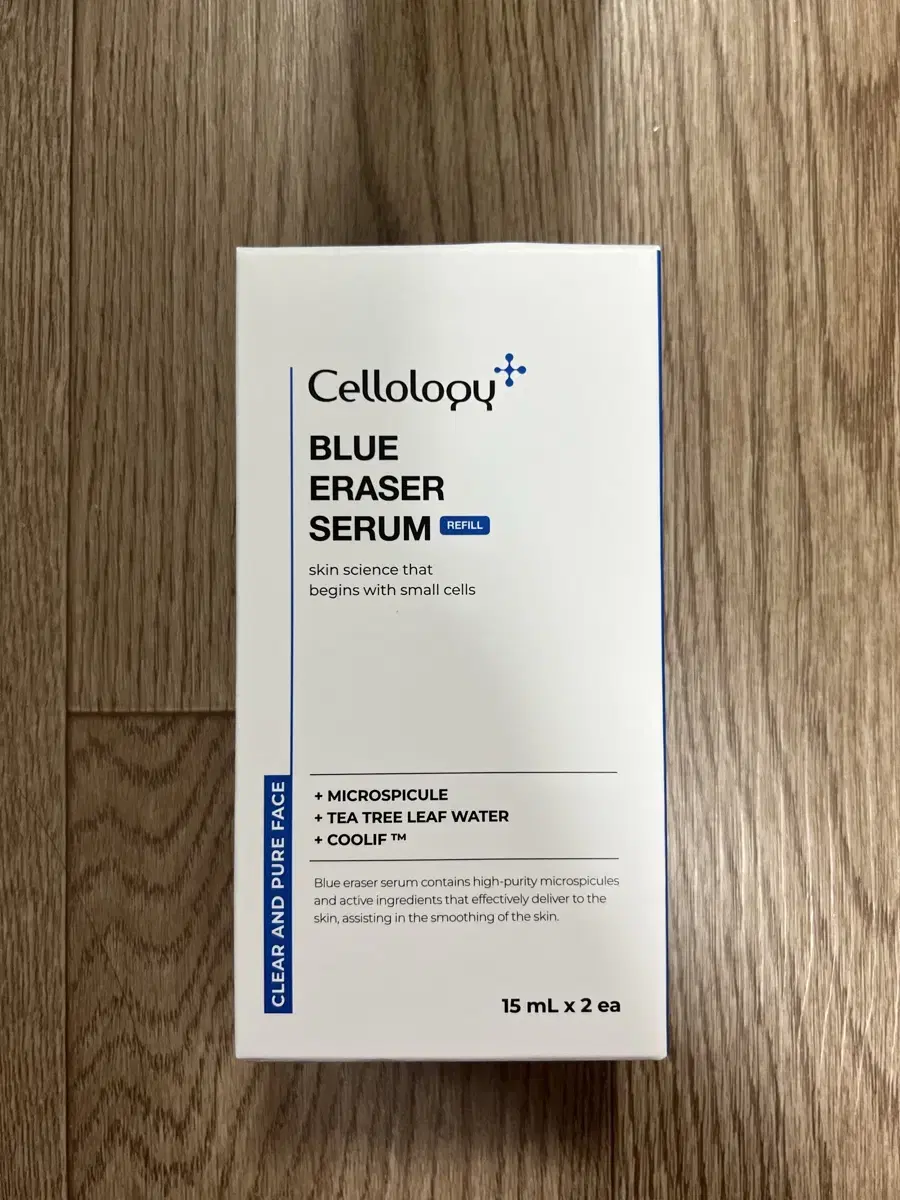 Cellology
BLUE
ERASER
SERUM REFILL
skin science that
begins with small cells
CLEAR AND PURE FACE
+ MICROSPICULE
+ TEA TREE LEAF WATER
+ COOLIF ™
Blue eraser serum contains high-purity microspicules
and active ingredients that effectively deliver to the
skin, assisting in the smoothing of the skin.
15 mL x 2 ea